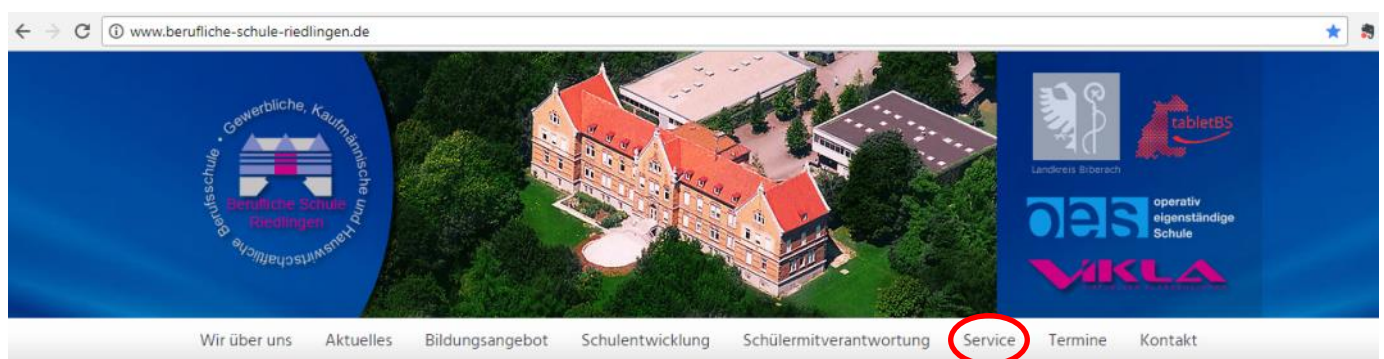 www.berufliche-schule-riedlingen.de
Berufsschule • Gewerbliche, Kaufmännische und Hauswirtschaftliche
Berufliche Schule
Riedlingen
Landkreis Biberach
tabletBS
oes
operativ
eigenständige
Schule
ViKLA
Wir über uns Aktuelles Bildungsangebot Schulentwicklung Schülermitverantwortung Service Termine Kontakt